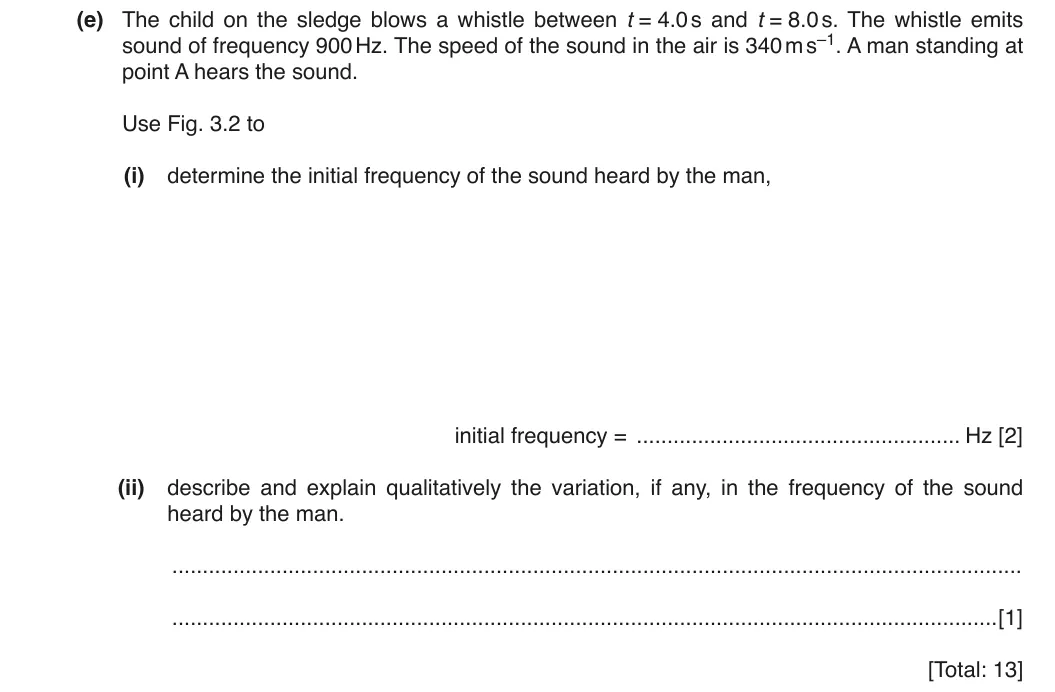 (e) The child on the sledge blows a whistle between t = 4.0 s and t = 8.0 s. The whistle emits
sound of frequency 900 Hz. The speed of the sound in the air is 340 m s⁻¹. A man standing at
point A hears the sound.
Use Fig. 3.2 to
(i) determine the initial frequency of the sound heard by the man,
initial frequency = ..................................................... Hz [2]
(ii) describe and explain qualitatively the variation, if any, in the frequency of the sound
heard by the man.
...........................................................................................................................................
.......................................................................................................................................[1]
[Total: 13]